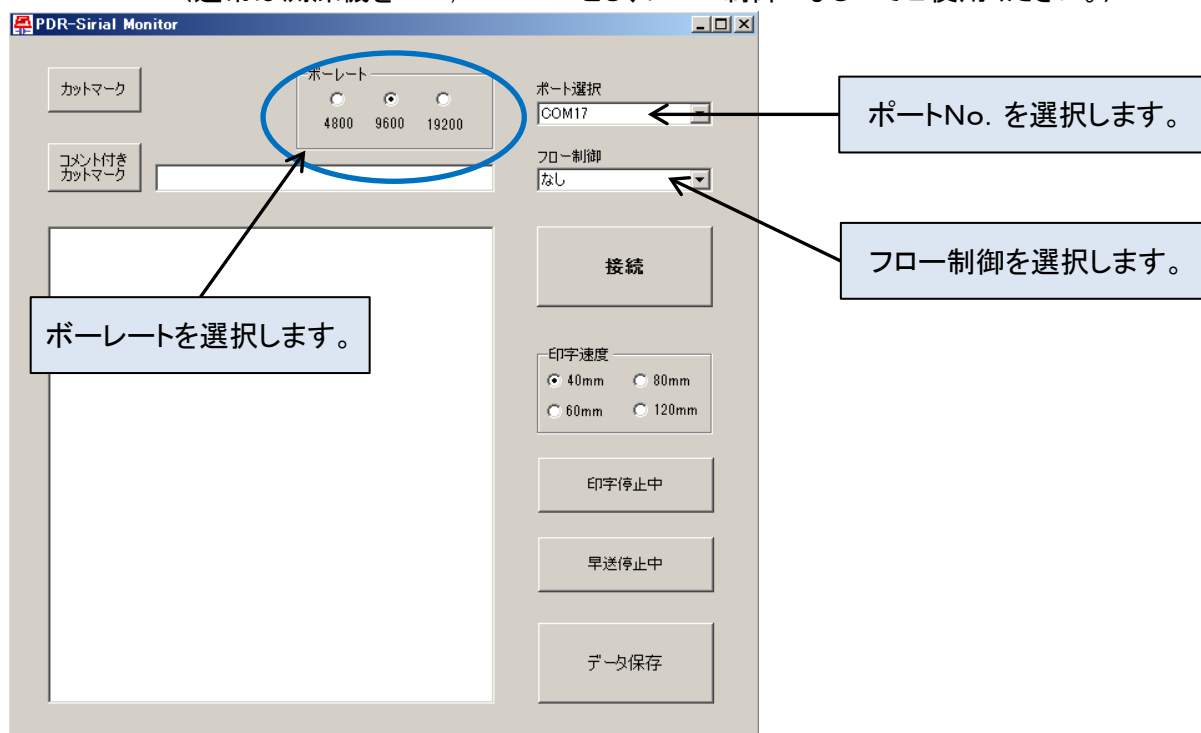 PDR-Sirial Monitor
カットマーク
ボーレート
4800 9600 19200
ポート選択
COM17
ポートNo. を選択します。
コメント付き
カットマーク
フロー制御
なし
フロー制御を選択します。
接続
ボーレートを選択します。
印字速度
40mm 80mm
60mm 120mm
印字停止中
早送停止中
データ保存